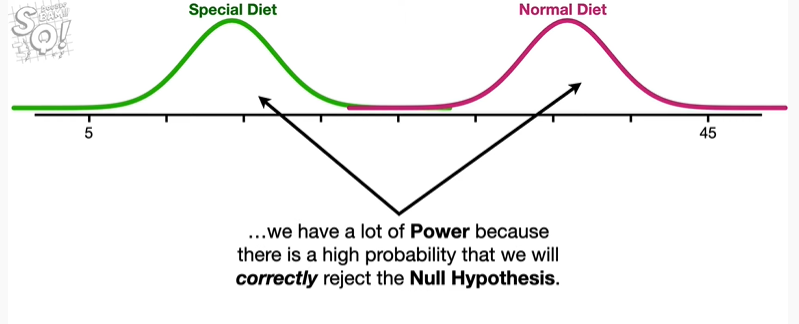 Special Diet
Normal Diet
5
45
…we have a lot of Power because
there is a high probability that we will
correctly reject the Null Hypothesis.